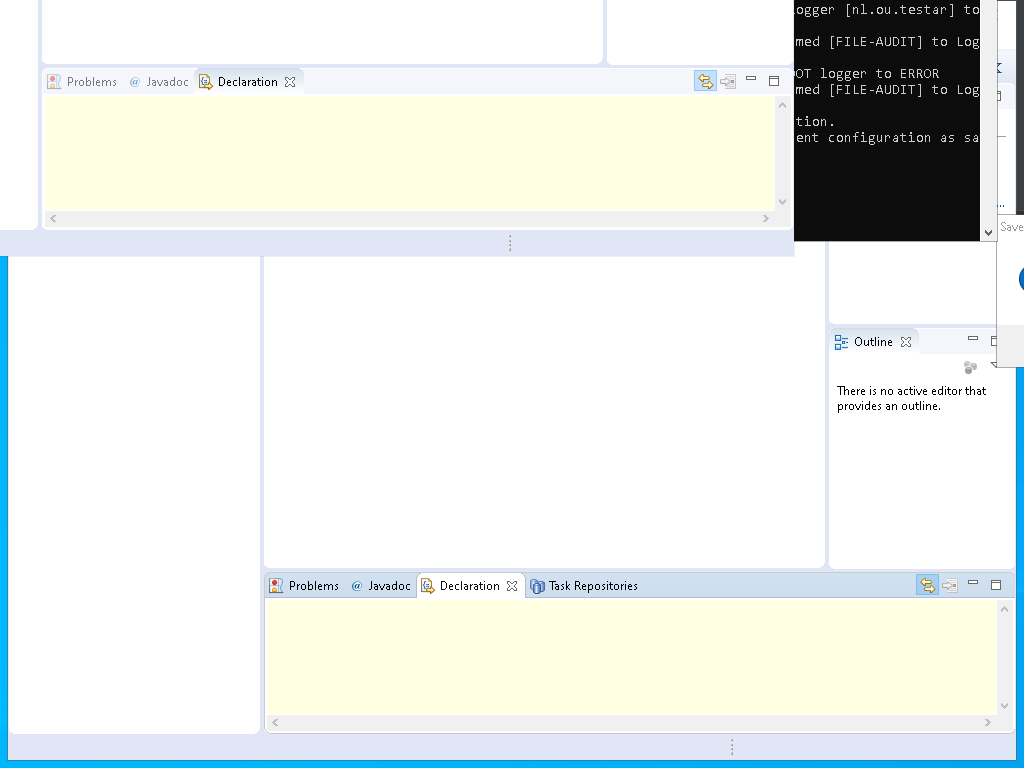 ogger [nl.ou.testar] to
med [FILE-AUDIT] to Log
OT logger to ERROR
med [FILE-AUDIT] to Log
tion.
ent configuration as sa
Problems @ Javadoc Declaration
...
Save
Outline
There is no active editor that
provides an outline.
Problems @ Javadoc Declaration Task Repositories